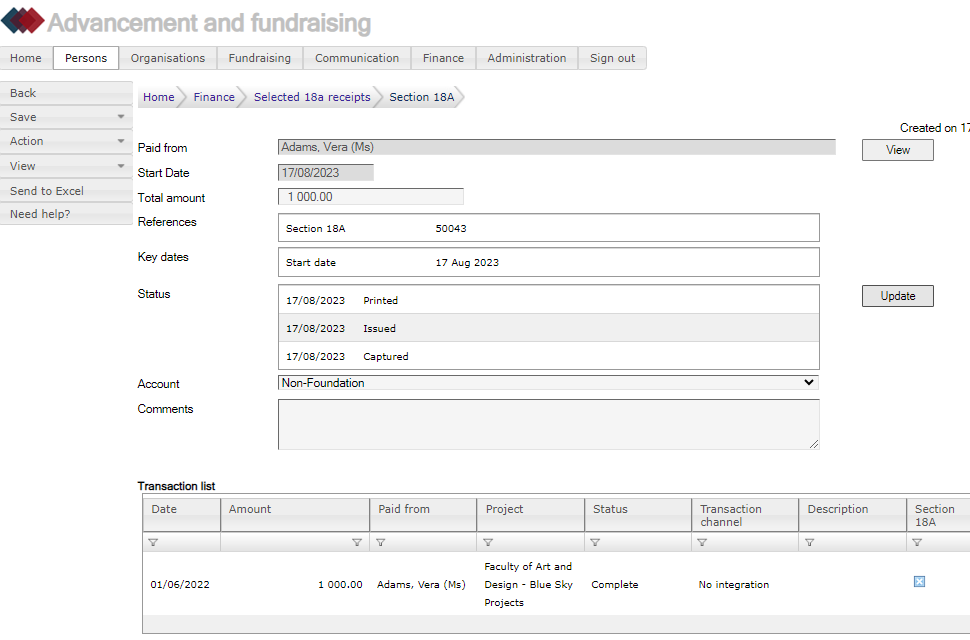 Advancement and fundraising
Home Persons Organisations Fundraising Communication Finance Administration Sign out
Back
Save
Action
View
Send to Excel
Need help?
Home Finance Selected 18a receipts Section 18A
Created on 17
Paid from Adams, Vera (Ms) View
Start Date 17/08/2023
Total amount 1 000.00
References Section 18A 50043
Key dates Start date 17 Aug 2023
Status 17/08/2023 Printed Update
17/08/2023 Issued
17/08/2023 Captured
Account Non-Foundation
Comments
Transaction list
Date Amount Paid from Project Status Transaction channel Description Section 18A
01/06/2022 1 000.00 Adams, Vera (Ms) Faculty of Art and Design - Blue Sky Projects Complete No integration